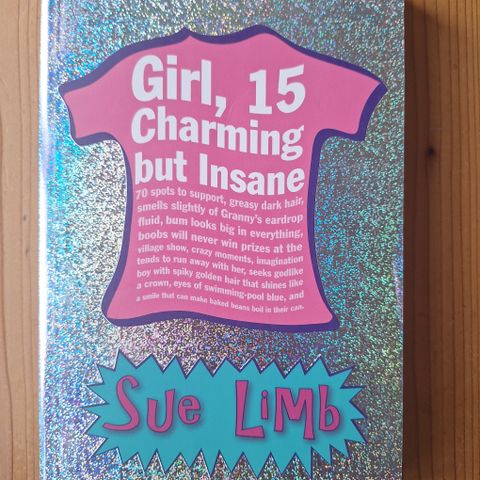 Girl, 15
Charming
but Insane
70 spots to support, greasy dark hair,
smells slightly of Granny's eardrop
fluid, bum looks big in everything,
boobs will never win prizes at the
village show, crazy moments, imagination
tends to run away with her, seeks godlike
boy with spiky golden hair that shines like
a crown, eyes of swimming-pool blue, and
a smile that can make baked beans boil in their can.
Sue Limb